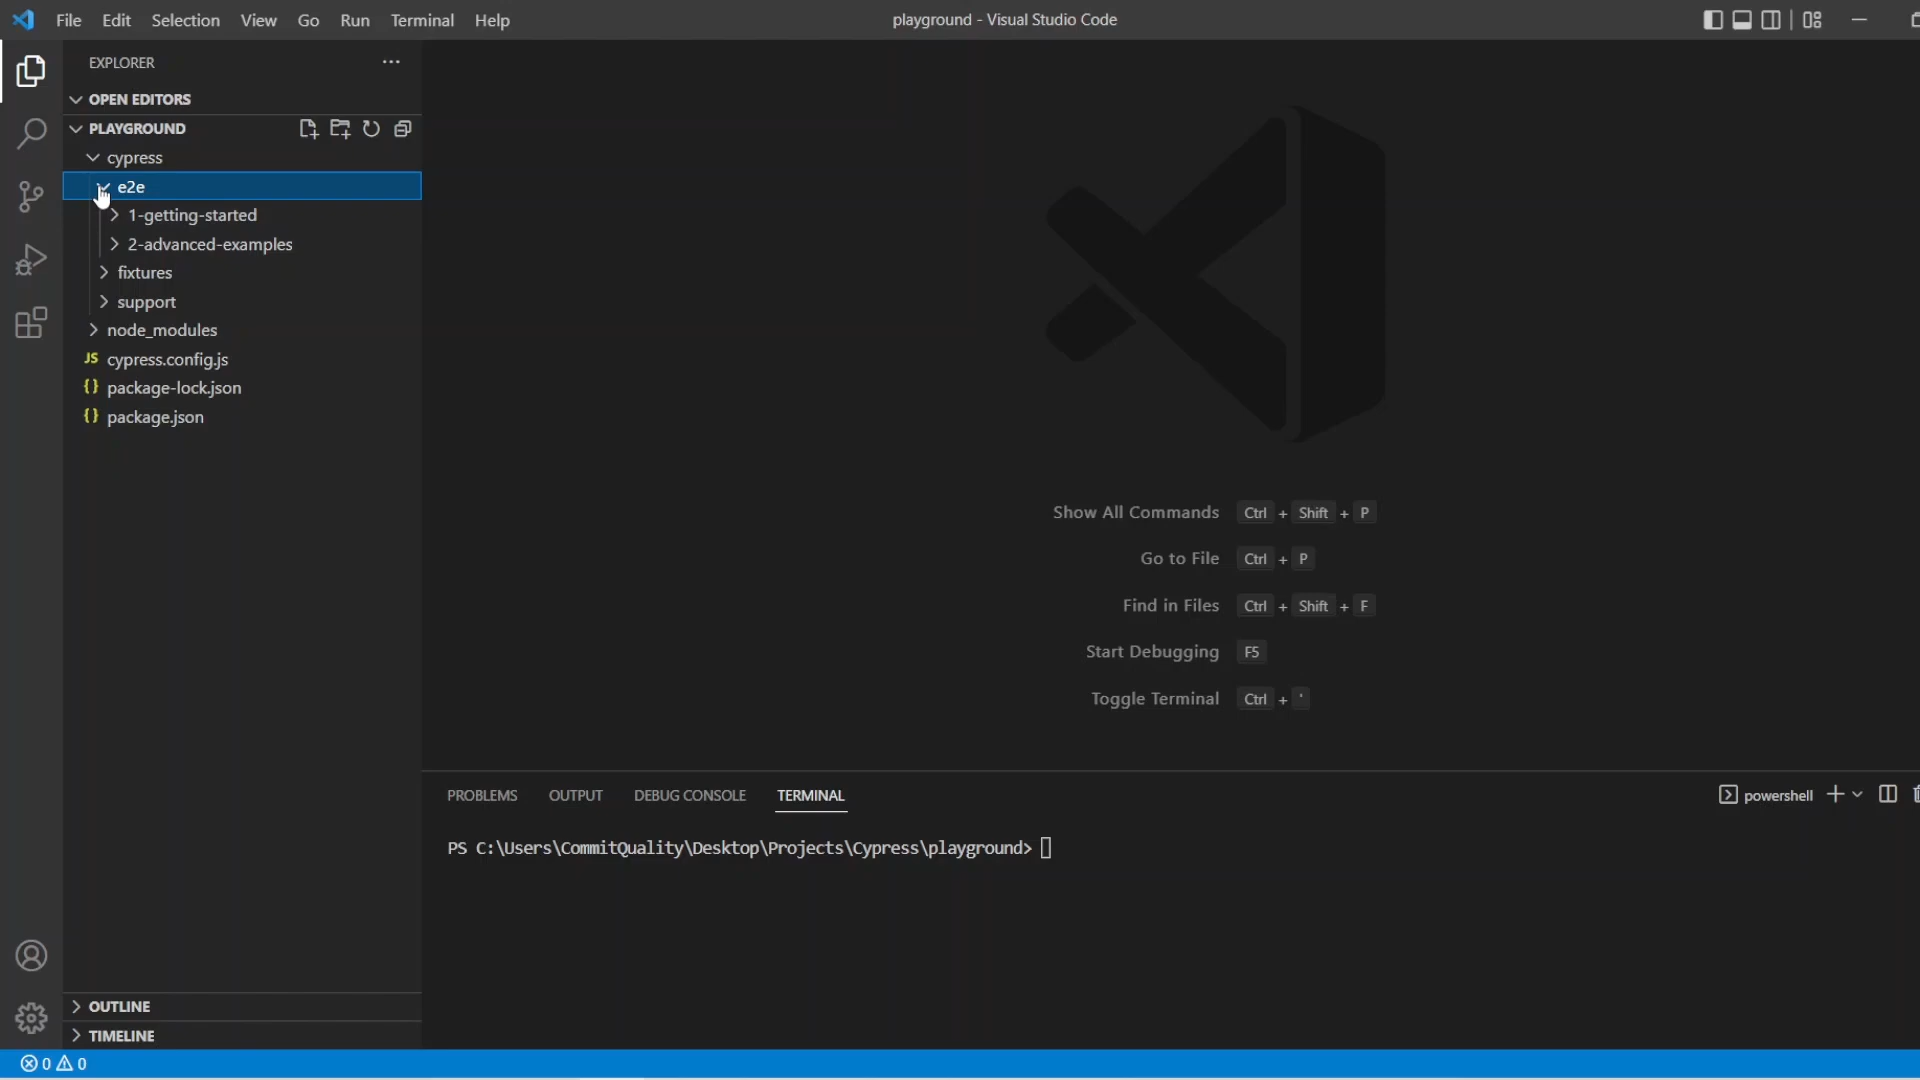 File Edit Selection View Go Run Terminal Help
playground - Visual Studio Code
EXPLORER
OPEN EDITORS
PLAYGROUND
cypress
e2e
1-getting-started
2-advanced-examples
fixtures
support
node_modules
JS cypress.config.js
{} package-lock.json
{} package.json
OUTLINE
TIMELINE
Show All Commands Ctrl + Shift + P
Go to File Ctrl + P
Find in Files Ctrl + Shift + F
Start Debugging F5
Toggle Terminal Ctrl + '
PROBLEMS OUTPUT DEBUG CONSOLE TERMINAL
powershell
PS C:\Users\CommitQuality\Desktop\Projects\Cypress\playground>
0 0